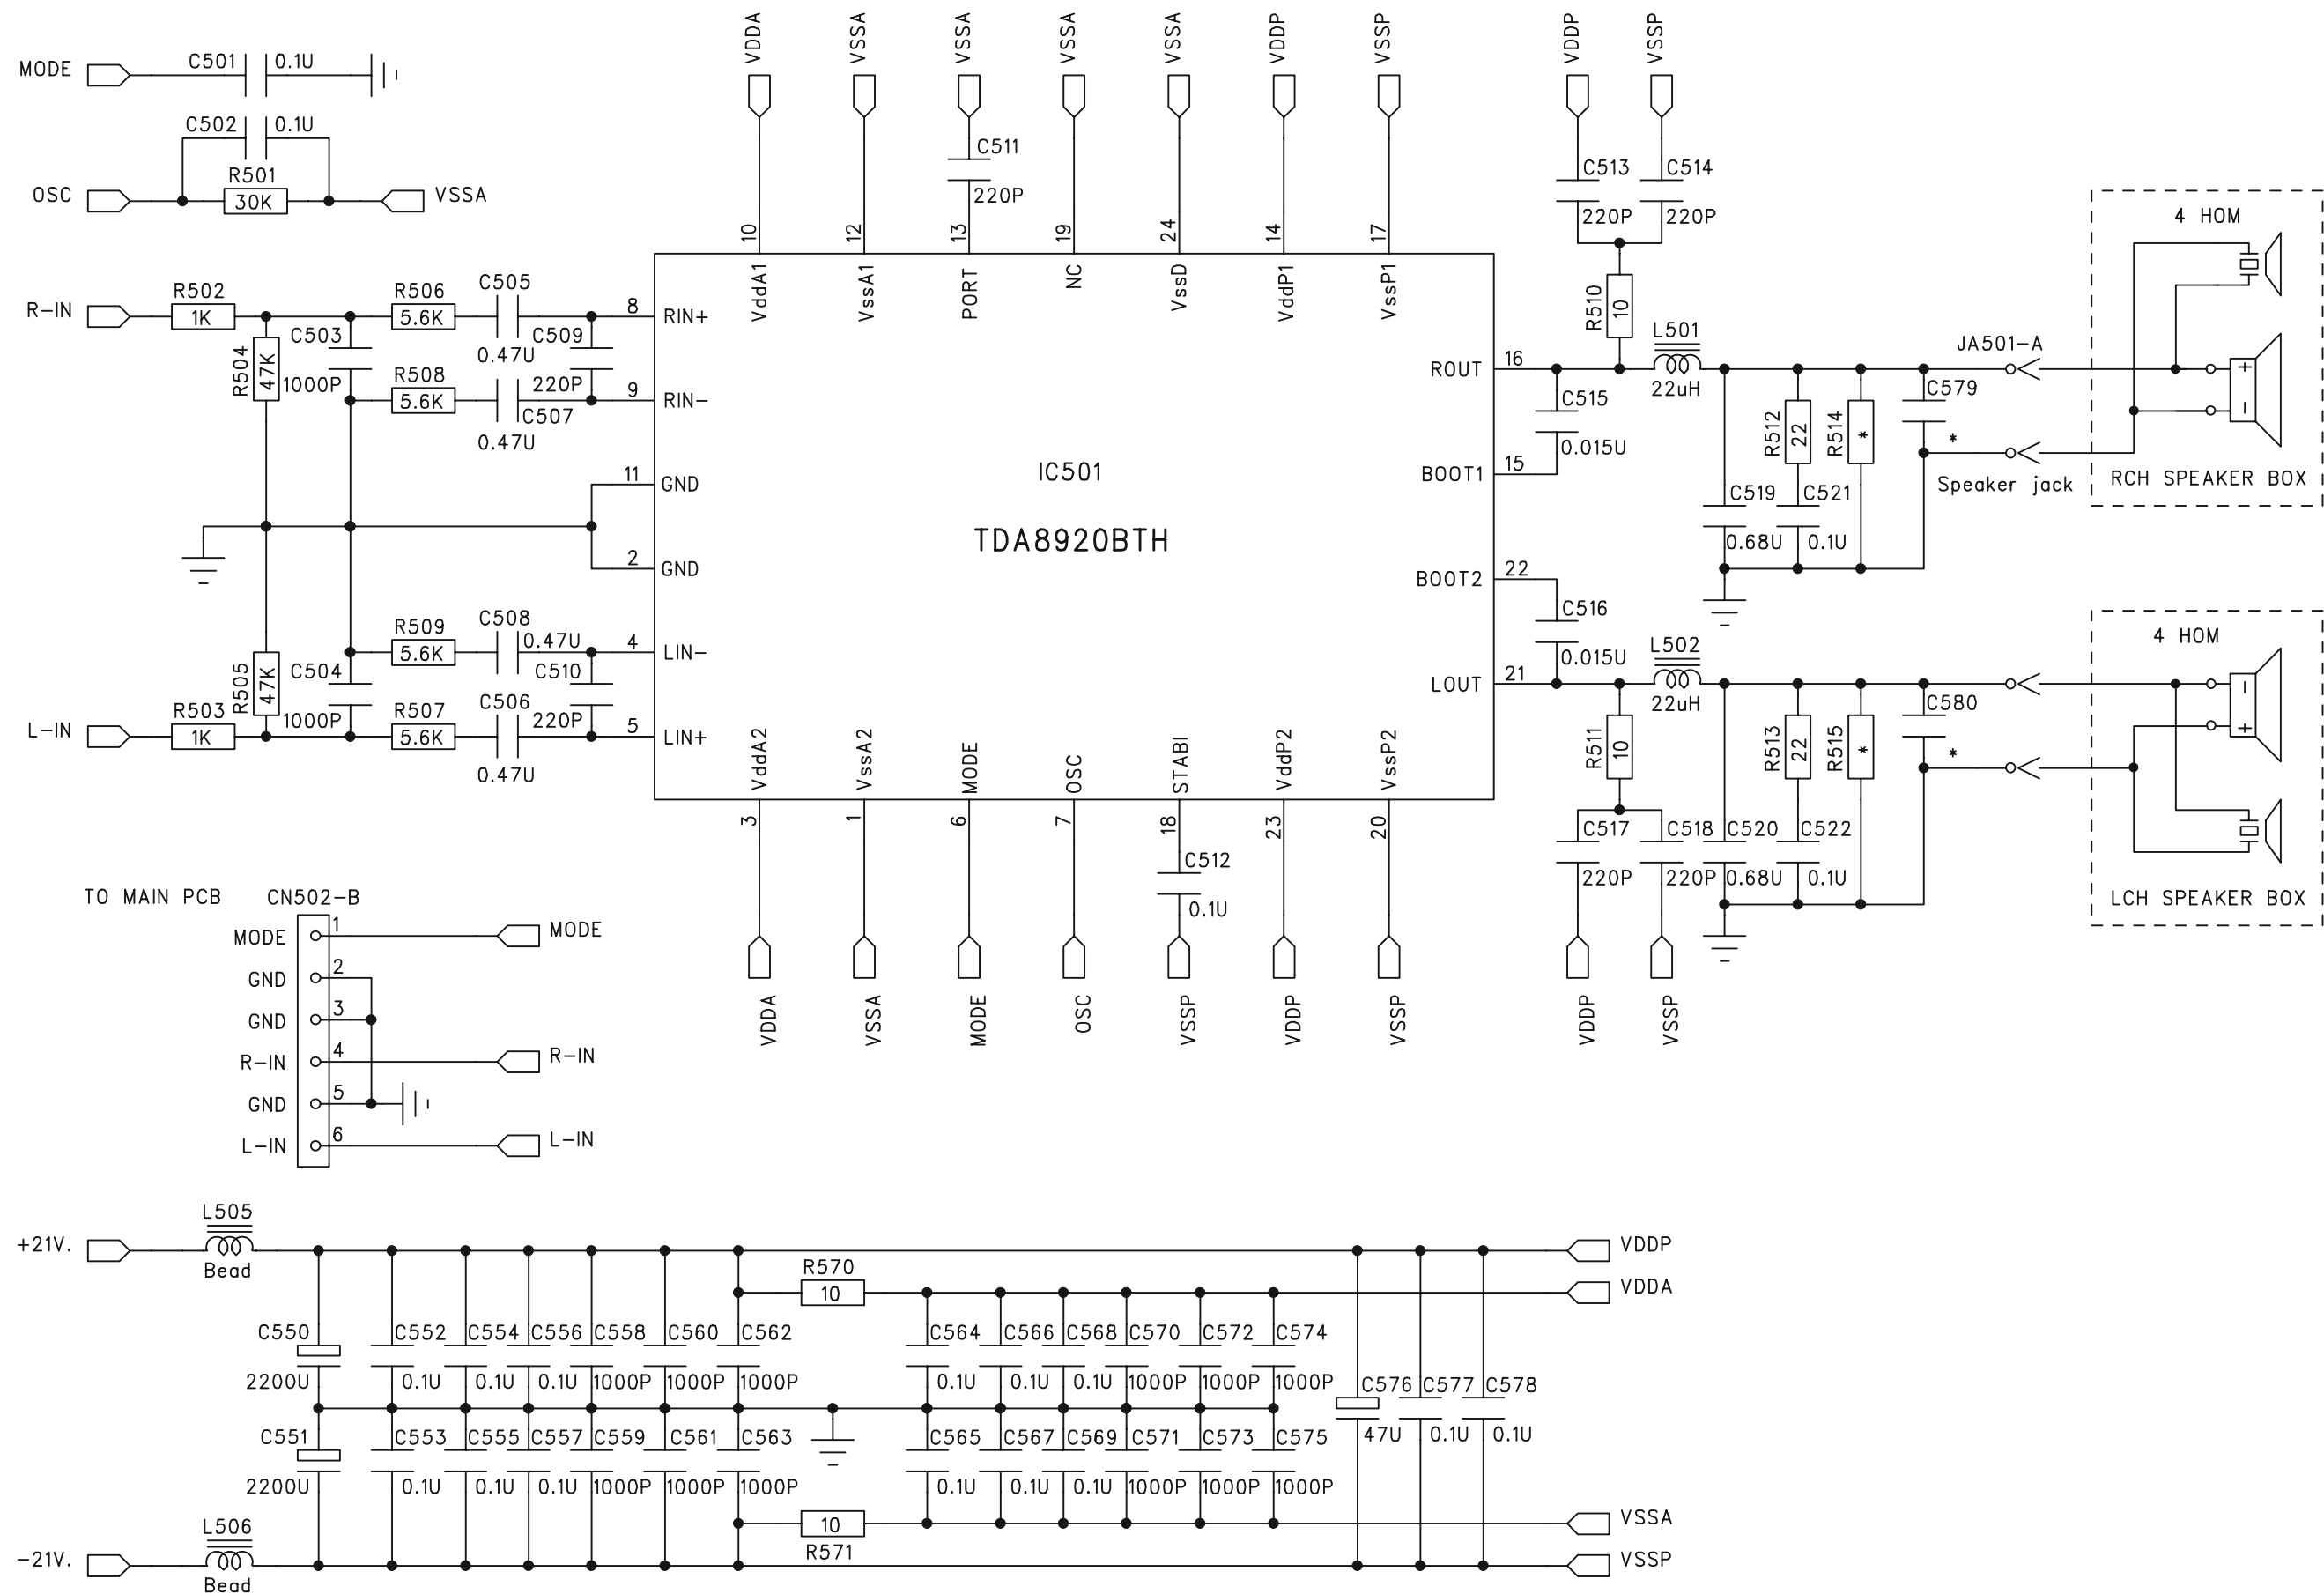 MODE C501 0.1U
C502 0.1U
R501
OSC 30K VSSA
VDDA VSSA VSSA VSSA VSSA VDDP VSSP VDDP VSSP
C511
220P
C513 C514
220P 220P
10 12 13 19 24 14 17
VddA1 VssA1 PORT NC VssD VddP1 VssP1
R-IN R502 1K
R504 47K
C503 1000P
R506 5.6K
C505 0.47U
C509 220P
8 RIN+
R508 5.6K
C507 0.47U
9 RIN-
11 GND
2 GND
IC501
TDA8920BTH
R509 5.6K
C508 0.47U
4 LIN-
R505 47K
C504 1000P
C510 220P
L-IN R503 1K
R507 5.6K
C506 0.47U
5 LIN+
R510 10
L501 22uH
ROUT 16
C515 0.015U
BOOT1 15
BOOT2 22
C516 0.015U
LOUT 21
L502 22uH
R512 22
R514 *
C579 *
C519 0.68U
C521 0.1U
JA501-A
Speaker jack
4 HOM
+
-
RCH SPEAKER BOX
R511 10
C517 220P
C518 220P
C520 0.68U
C522 0.1U
R513 22
R515 *
C580 *
4 HOM
-
+
LCH SPEAKER BOX
VddA2 VssA2 MODE OSC STABI VddP2 VssP2
3 1 6 7 18 23 20
C512
0.1U
VDDA VSSA MODE OSC VSSP VDDP VSSP VDDP VSSP
TO MAIN PCB CN502-B
MODE 1 MODE
GND 2
GND 3
R-IN 4 R-IN
GND 5
L-IN 6 L-IN
L505
+21V. VDDP
Bead
R570
10 VDDA
C550 C552 C554 C556 C558 C560 C562 C564 C566 C568 C570 C572 C574
2200U 0.1U 0.1U 0.1U 1000P 1000P 1000P 0.1U 0.1U 0.1U 1000P 1000P 1000P
C576 C577 C578
47U 0.1U 0.1U
C551 C553 C555 C557 C559 C561 C563 C565 C567 C569 C571 C573 C575
2200U 0.1U 0.1U 0.1U 1000P 1000P 1000P 0.1U 0.1U 0.1U 1000P 1000P 1000P
10 VSSA
R571
L506
-21V. VSSP
Bead